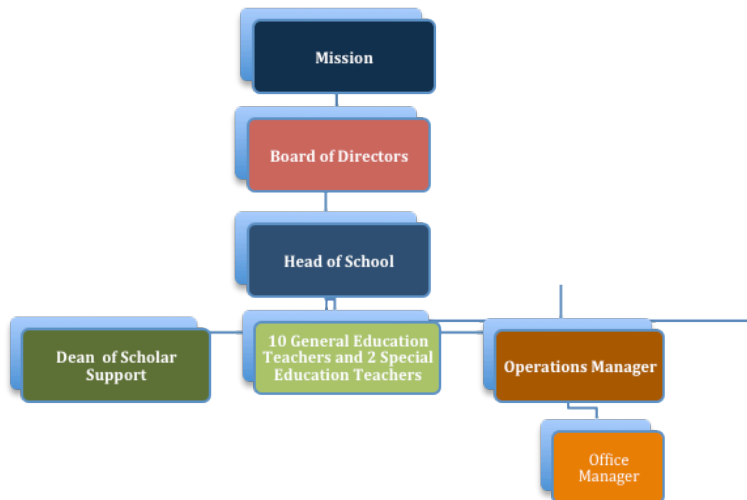 Mission
Board of Directors
Head of School
Dean of Scholar
Support
10 General Education
Teachers and 2 Special
Education Teachers
Operations Manager
Office
Manager